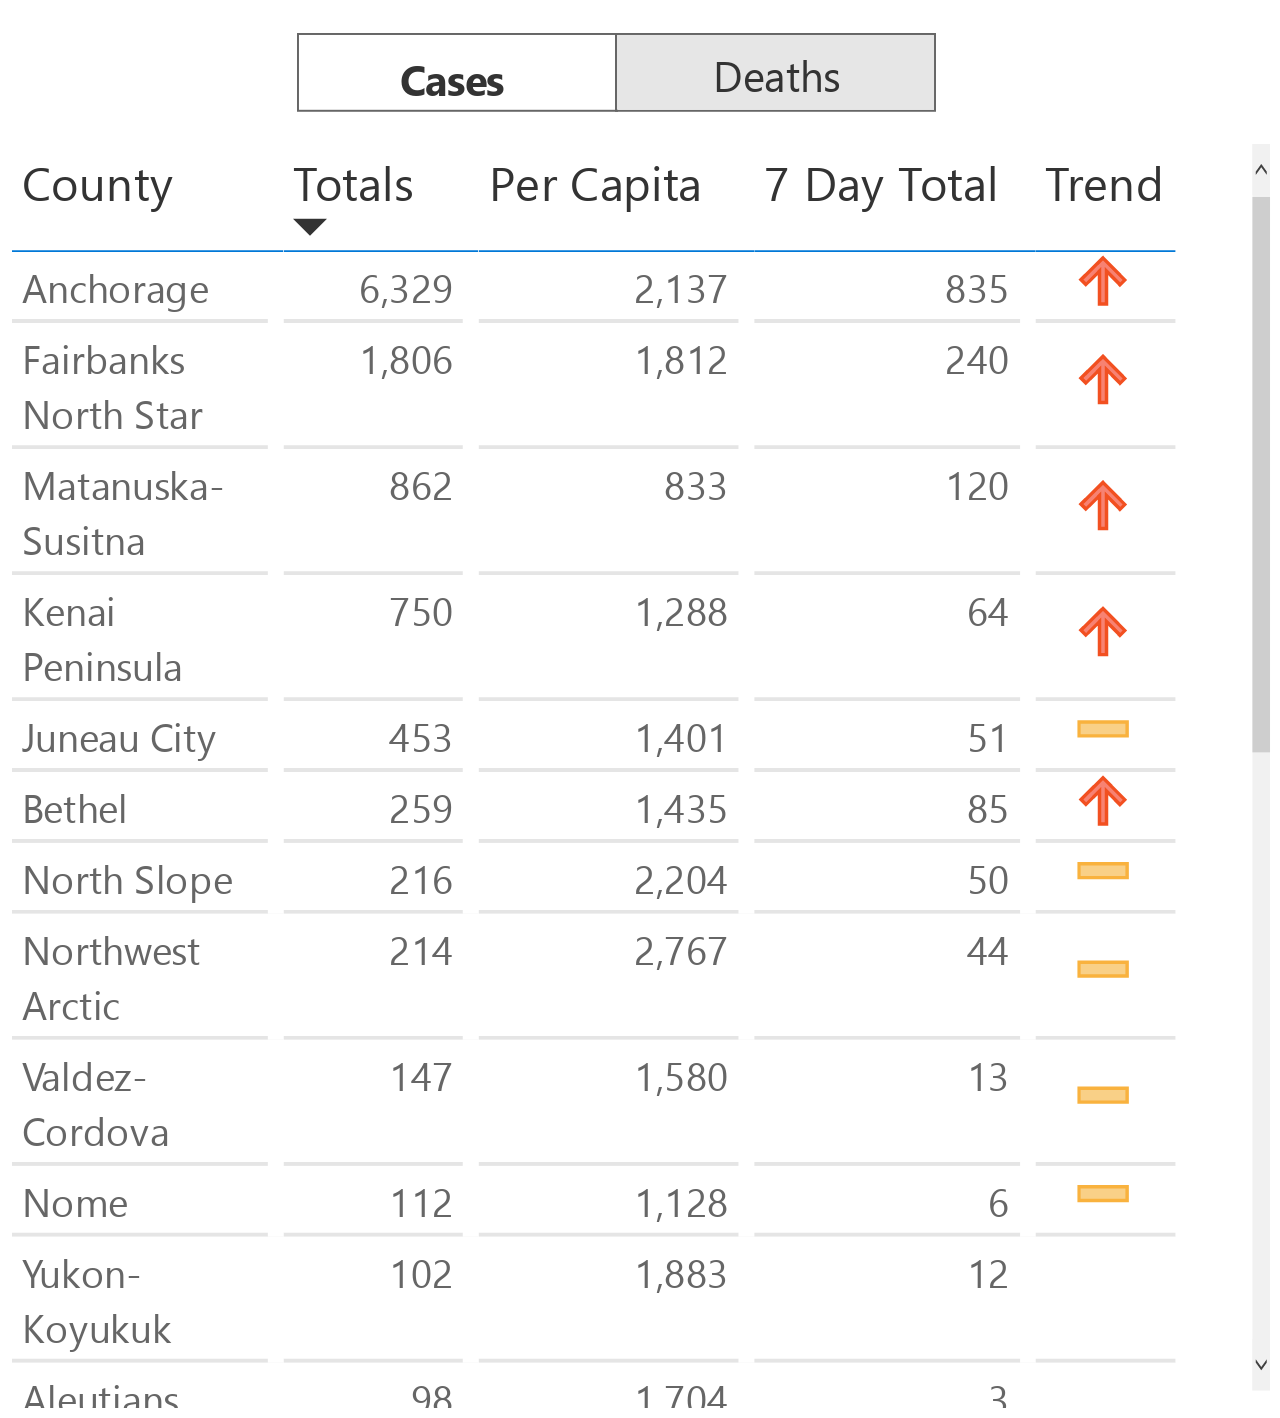 Cases Deaths
County Totals Per Capita 7 Day Total Trend
Anchorage 6,329 2,137 835
Fairbanks 1,806 1,812 240
North Star
Matanuska- 862 833 120
Susitna
Kenai 750 1,288 64
Peninsula
Juneau City 453 1,401 51
Bethel 259 1,435 85
North Slope 216 2,204 50
Northwest 214 2,767 44
Arctic
Valdez- 147 1,580 13
Cordova
Nome 112 1,128 6
Yukon- 102 1,883 12
Koyukuk
Aleutians 98 1,704 3